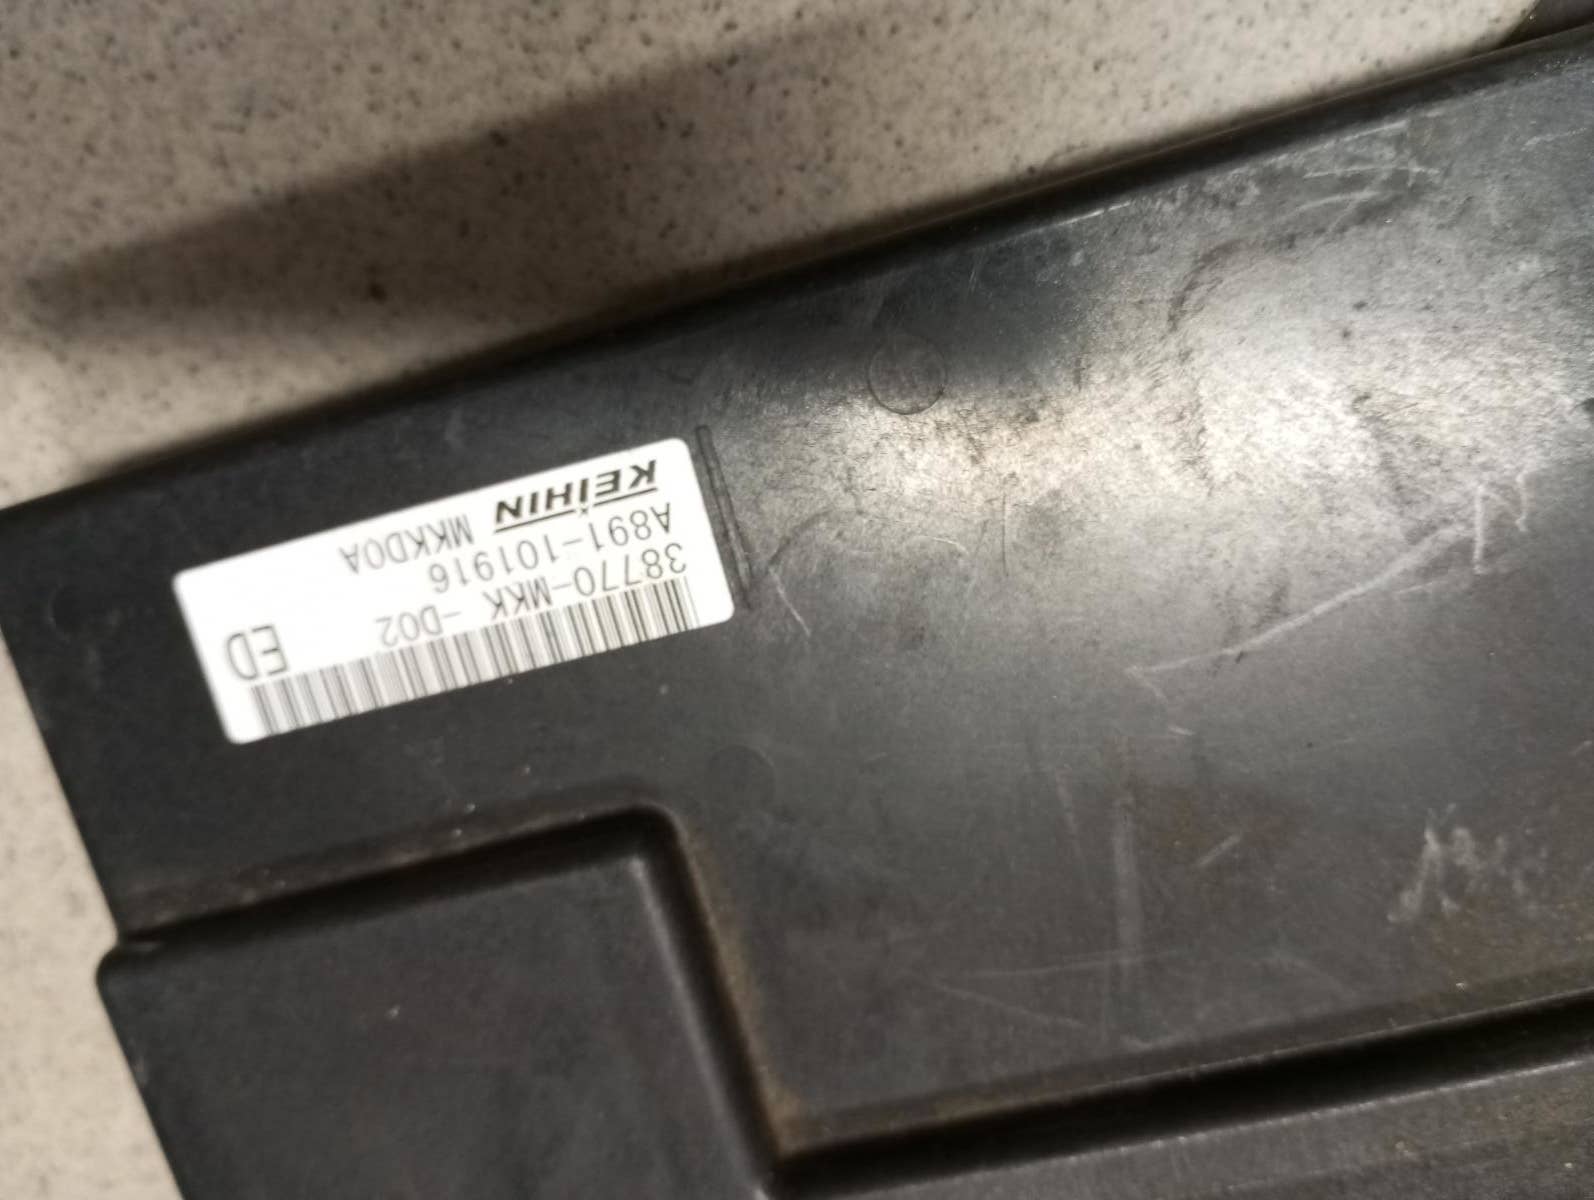 KEIHIN MKKD0A
A891-101916
38770-MKK -D02
ED